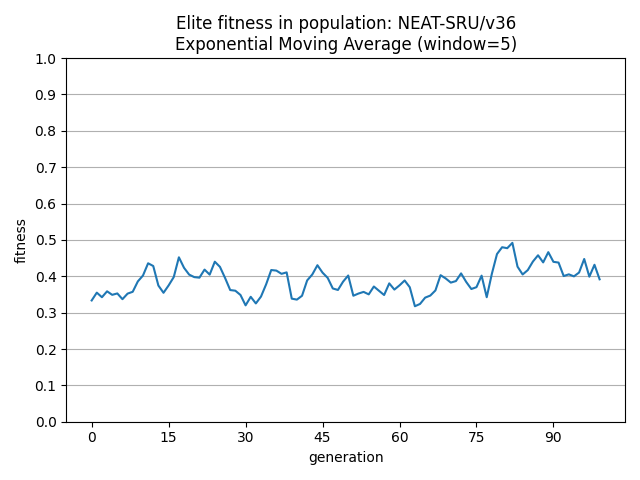 Elite fitness in population: NEAT-SRU/v36
Exponential Moving Average (window=5)
1.0
0.9
0.8
0.7
0.6
0.5
0.4
0.3
0.2
0.1
0.0
fitness
0 15 30 45 60 75 90
generation